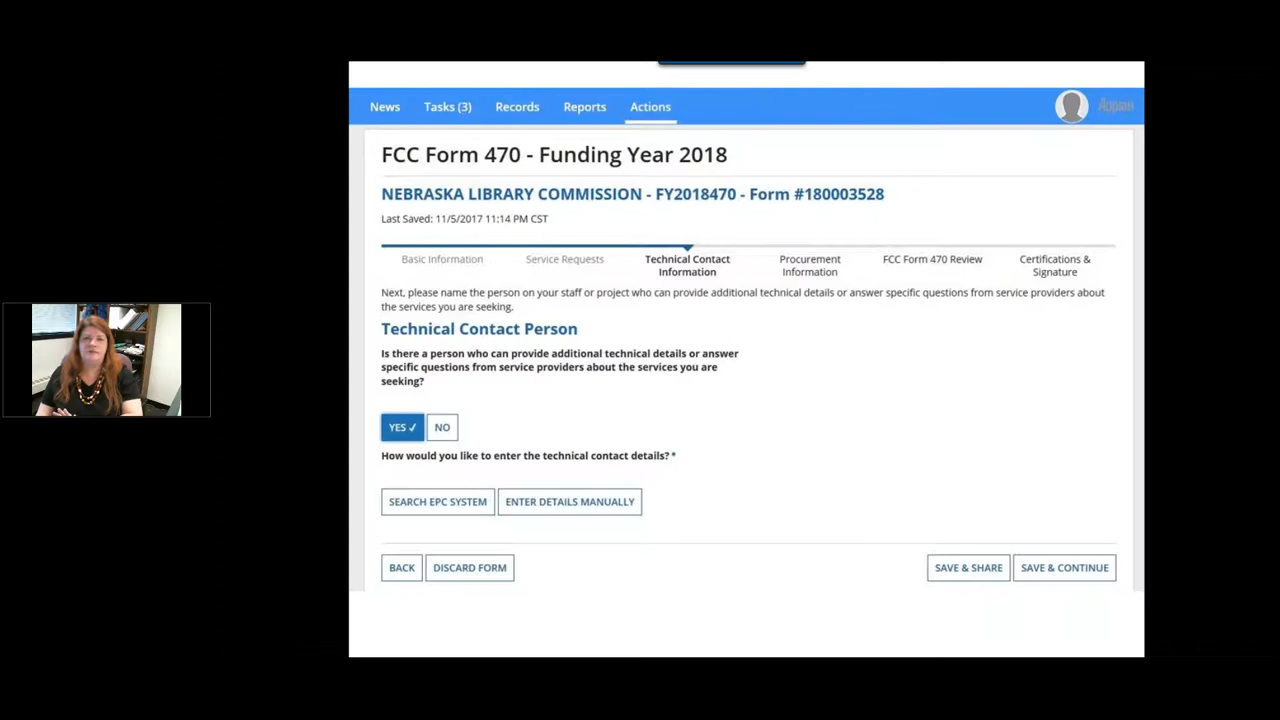 News Tasks (3) Records Reports Actions Appian
FCC Form 470 - Funding Year 2018
NEBRASKA LIBRARY COMMISSION - FY2018470 - Form #180003528
Last Saved: 11/5/2017 11:14 PM CST
Basic Information Service Requests Technical Contact Information Procurement Information FCC Form 470 Review Certifications & Signature
Next, please name the person on your staff or project who can provide additional technical details or answer specific questions from service providers about
the services you are seeking.
Technical Contact Person
Is there a person who can provide additional technical details or answer
specific questions from service providers about the services you are
seeking?
YES ✓ NO
How would you like to enter the technical contact details? *
SEARCH EPC SYSTEM ENTER DETAILS MANUALLY
BACK DISCARD FORM SAVE & SHARE SAVE & CONTINUE